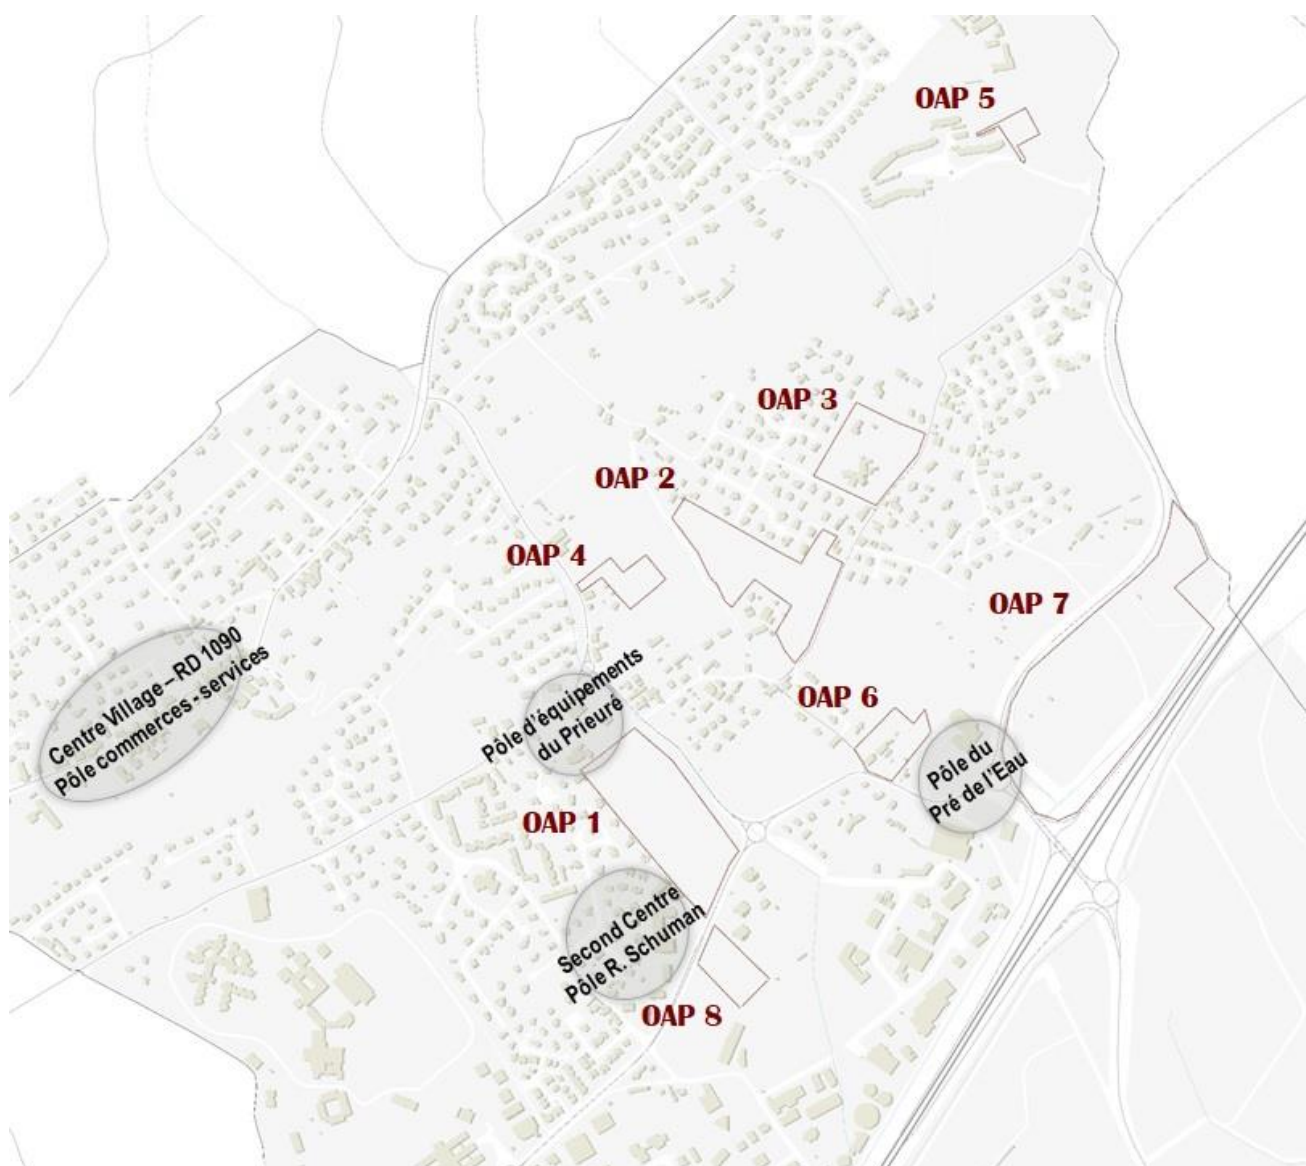 OAP 5
OAP 3
OAP 2
OAP 4
OAP 7
Centre Village – RD 1090
Pôle commerces - services
Pôle d'équipements
du Prieuré
OAP 6
Pôle du
Pré de l'Eau
OAP 1
Second Centre
Pôle R. Schuman
OAP 8